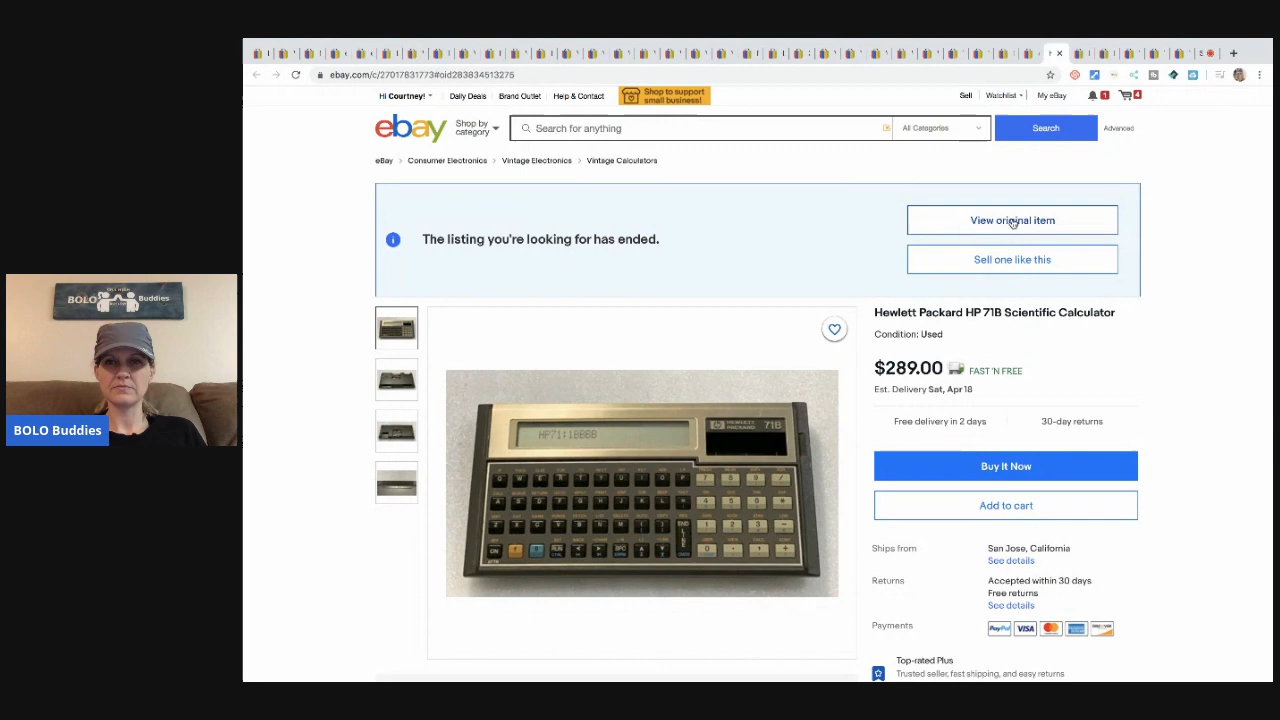 ebay.com/c/27017831773#oid283834513275
Hi Courtney!
Daily Deals
Brand Outlet
Help & Contact
Shop to support
small business!
Sell
Watchlist
My eBay
1
4
ebay
Shop by
category
Search for anything
All Categories
Search
Advanced
eBay > Consumer Electronics > Vintage Electronics > Vintage Calculators
The listing you're looking for has ended.
View original item
Sell one like this
Hewlett Packard HP 71B Scientific Calculator
Condition: Used
$289.00
FAST 'N FREE
Est. Delivery Sat, Apr 18
Free delivery in 2 days
30-day returns
Buy It Now
Add to cart
Ships from
San Jose, California
See details
Returns
Accepted within 30 days
Free returns
See details
Payments
PayPal
VISA
Top-rated Plus
Trusted seller, fast shipping, and easy returns
HEWLETT
PACKARD
71B
BOLO
Buddies
BOLO Buddies